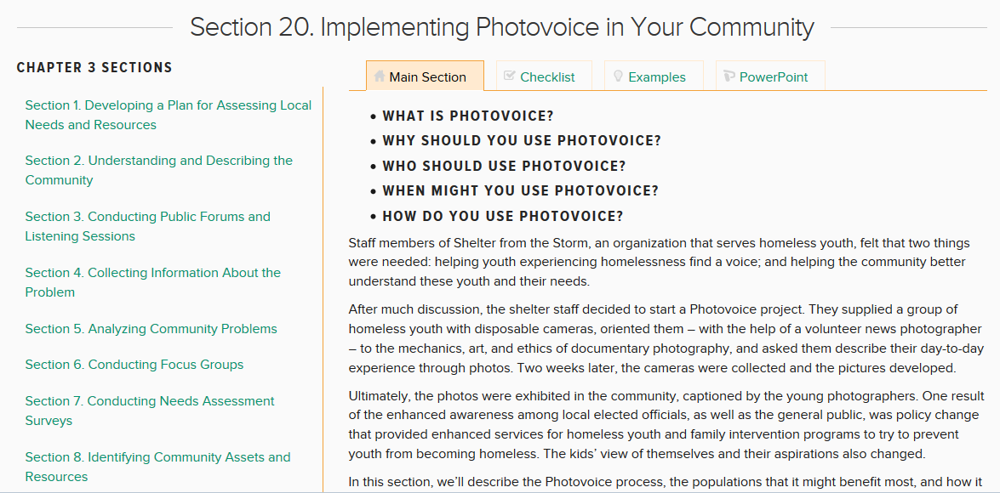 Section 20. Implementing Photovoice in Your Community
CHAPTER 3 SECTIONS
Section 1. Developing a Plan for Assessing Local
Needs and Resources
Section 2. Understanding and Describing the
Community
Section 3. Conducting Public Forums and
Listening Sessions
Section 4. Collecting Information About the
Problem
Section 5. Analyzing Community Problems
Section 6. Conducting Focus Groups
Section 7. Conducting Needs Assessment
Surveys
Section 8. Identifying Community Assets and
Resources
Main Section Checklist Examples PowerPoint
• WHAT IS PHOTOVOICE?
• WHY SHOULD YOU USE PHOTOVOICE?
• WHO SHOULD USE PHOTOVOICE?
• WHEN MIGHT YOU USE PHOTOVOICE?
• HOW DO YOU USE PHOTOVOICE?
Staff members of Shelter from the Storm, an organization that serves homeless youth, felt that two things
were needed: helping youth experiencing homelessness find a voice; and helping the community better
understand these youth and their needs.
After much discussion, the shelter staff decided to start a Photovoice project. They supplied a group of
homeless youth with disposable cameras, oriented them – with the help of a volunteer news photographer
– to the mechanics, art, and ethics of documentary photography, and asked them describe their day-to-day
experience through photos. Two weeks later, the cameras were collected and the pictures developed.
Ultimately, the photos were exhibited in the community, captioned by the young photographers. One result
of the enhanced awareness among local elected officials, as well as the general public, was policy change
that provided enhanced services for homeless youth and family intervention programs to try to prevent
youth from becoming homeless. The kids’ view of themselves and their aspirations also changed.
In this section, we’ll describe the Photovoice process, the populations that it might benefit most, and how it